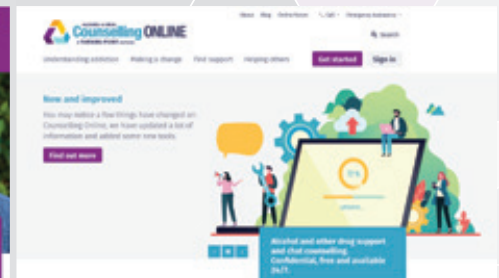 About Blog Online Forum Call Emergency Assistance
Counselling ONLINE
Search
Understanding addiction Making a change Find support Helping others Get started Sign in
New and improved
You may notice a few things have changed on
Counselling Online, we have updated a lot of
information and added some new tools.
Find out more
Alcohol and other drug support
and chat counselling.
Confidential, free and available
24/7.